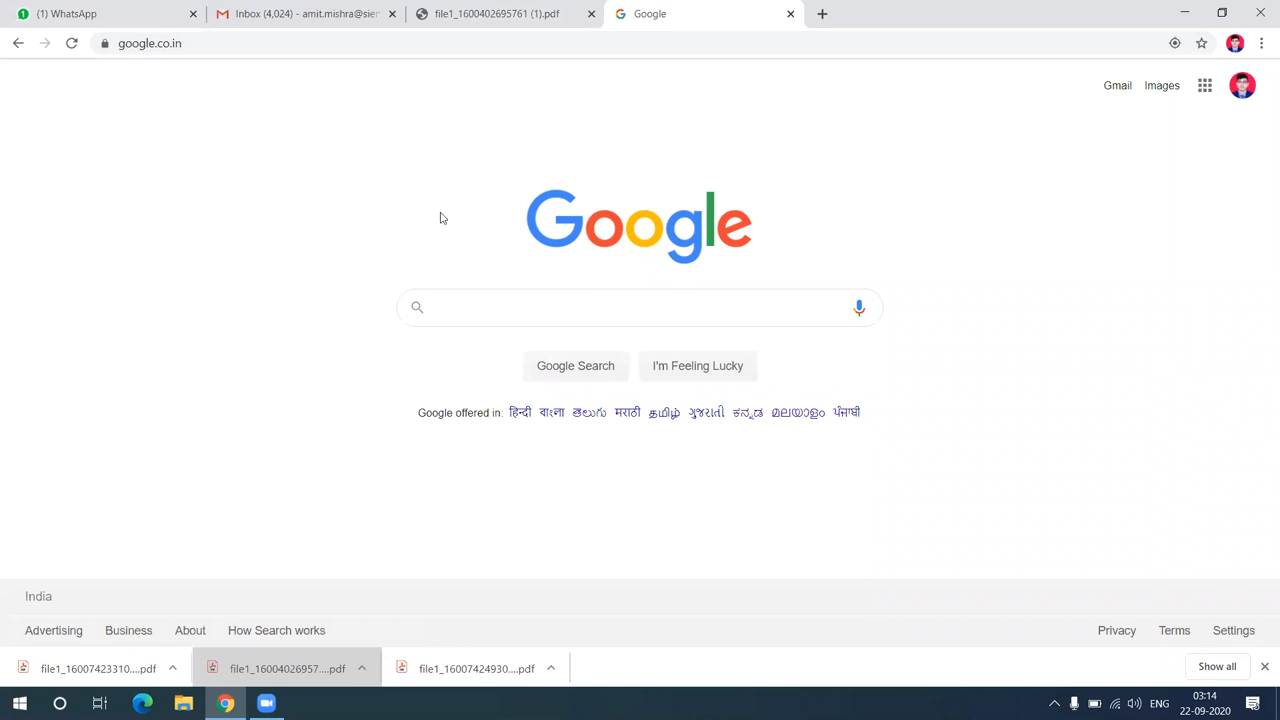 (1) WhatsApp
Inbox (4,024) - amit.mishra@sier
file1_1600402695761 (1).pdf
Google
google.co.in
Gmail Images
Google
Google Search I'm Feeling Lucky
Google offered in: हिन्दी বাংলা తెలుగు मराठी தமிழ் ગુજરાતી ಕನ್ನಡ മലയാളം ਪੰਜਾਬੀ
India
Advertising Business About How Search works
Privacy Terms Settings
file1_16007423310....pdf
file1_16004026957....pdf
file1_16007424930....pdf
Show all
ENG
03:14
22-09-2020